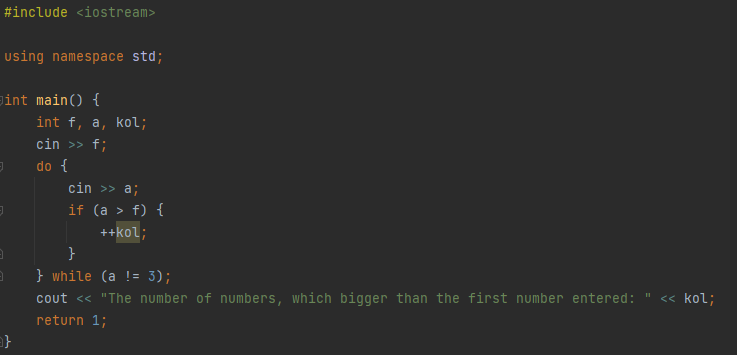 #include <iostream>
using namespace std;
int main() {
int f, a, kol;
cin >> f;
do {
cin >> a;
if (a > f) {
++kol;
}
} while (a != 3);
cout << "The number of numbers, which bigger than the first number entered: " << kol;
return 1;
}